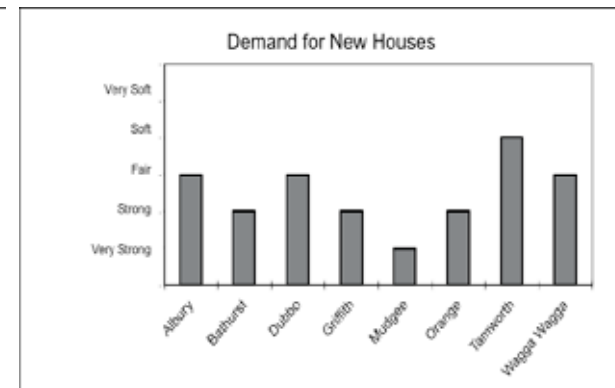 Demand for New Houses
Very Soft
Soft
Fair
Strong
Very Strong
Albury
Bathurst
Dubbo
Griffith
Mudgee
Orange
Tamworth
Wagga Wagga